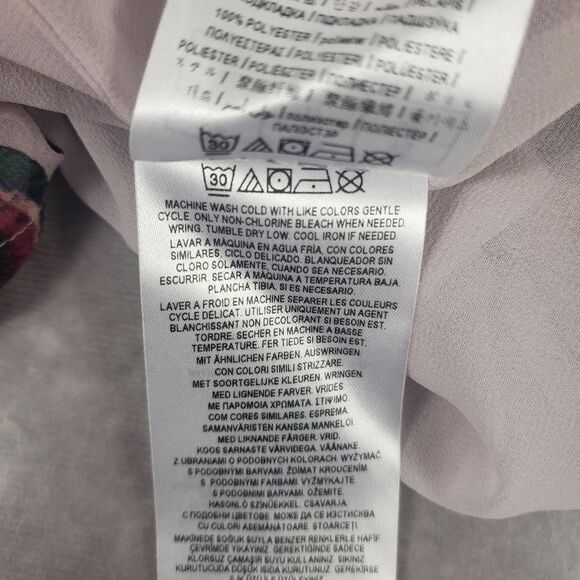 100% POLYESTER / poliester / POLIESTERE /
ΠΟΛΥΕΣΤΕΡΑΣ / POLIÉSTER / POLIESTER /
POLIESTER / ПОЛИЕСТЕР /
ПОЛИЭСТЭР
30
30
MACHINE WASH COLD WITH LIKE COLORS GENTLE
CYCLE. ONLY NON-CHLORINE BLEACH WHEN NEEDED.
WRING. TUMBLE DRY LOW. COOL IRON IF NEEDED.
LAVAR A MÁQUINA EN AGUA FRÍA, CON COLORES
SIMILARES, CICLO DELICADO. BLANQUEADOR SIN
CLORO SOLAMENTE, CUANDO SEA NECESARIO.
ESCURRIR. SECAR A MÁQUINA A TEMPERATURA BAJA.
PLANCHA TIBIA, SI ES NECESARIO.
LAVER A FROID EN MACHINE SEPARER LES COULEURS
CYCLE DELICAT. UTILISER UNIQUEMENT UN AGENT
BLANCHISSANT NON DECOLORANT SI BESOIN EST.
TORDRE. SECHER EN MACHINE A BASSE
TEMPERATURE. FER TIEDE SI BESOIN EST.
MIT ÄHNLICHEN FARBEN. AUSWRINGEN.
CON COLORI SIMILI STRIZZARE.
MET SOORTGELIJKE KLEUREN. WRINGEN.
MED LIGNENDE FARVER. VRIDES
ΜΕ ΠΑΡΟΜΟΙΑ ΧΡΩΜΑΤΑ. ΣΤΙΨΙΜΟ.
COM CORES SIMILARES. ESPREMA.
SAMANVÄRISTEN KANSSA MANKELOI
MED LIKNANDE FÄRGER. VRID.
KOOS SARNASTE VÄRVIDEGA. VÄÄNAKE.
Z UBRANIAMI O PODOBNYCH KOLORACH. WYŻYMAĆ.
S PODOBNÝMI BARVAMI. ŽDÍMAT KROUCENÍM
S PODOBNÝMI FARBAMI. VYŽMÝKAJTE
S PODOBNIMI BARVAMI. OŽEMITE.
HASONLÓ SZINÜEKKEL. CSAVARD.
С ПОДОБНИ ЦВЕТОВЕ. МОЖЕ ДА СЕ ИЗСТИСКВА
CU CULORI ASEMĂNĂTOARE. STOARCEŢI.
MAKİNEDE SOĞUK SUYLA BENZER RENKLERLE HAFİF
ÇEVRİMDE YIKAYINIZ. GEREKTİĞİNDE SADECE
KLORSUZ ÇAMAŞIR SUYU KULLANINIZ. SIKINIZ.
KURUTUCUDA DÜŞÜK ISIDA KURUTUNUZ. GEREKİRSE